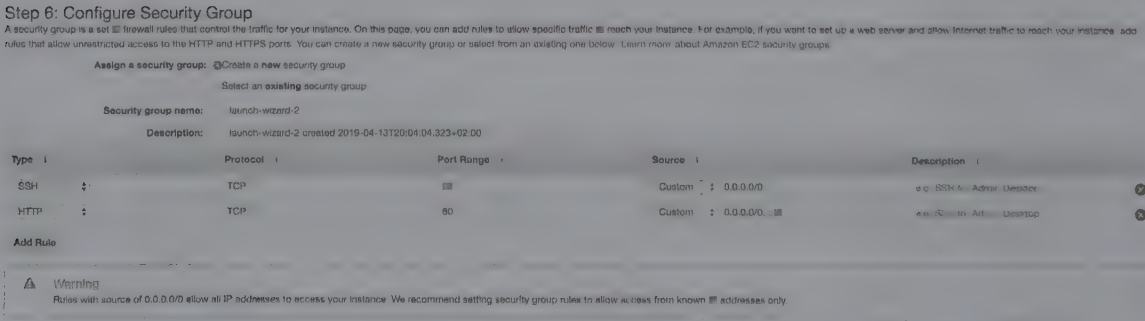 Step 6: Configure Security Group
A security group is a set firewall rules that control the traffic for your instance. On this page, you can add rules to allow specific traffic reach your instance. For example, if you want to set up a web server and allow Internet traffic to reach your instance, add
rules that allow unrestricted access to the HTTP and HTTPS ports. You can create a new security group or select from an existing one below. Learn more about Amazon EC2 security groups.
Assign a security group: Create a new security group
Select an existing security group
Security group name: launch-wizard-2
Description: launch-wizard-2 created 2019-04-13T20:04:04.323+02:00
Type i Protocol i Port Range i Source i Description i
SSH TCP Custom 0.0.0.0/0 e.g. SSH Admin Desktop
HTTP TCP 80 Custom 0.0.0.0/0, Desktop
Add Rule
Warning
Rules with source of 0.0.0.0/0 allow all IP addresses to access your instance. We recommend setting security group rules to allow access from known addresses only.